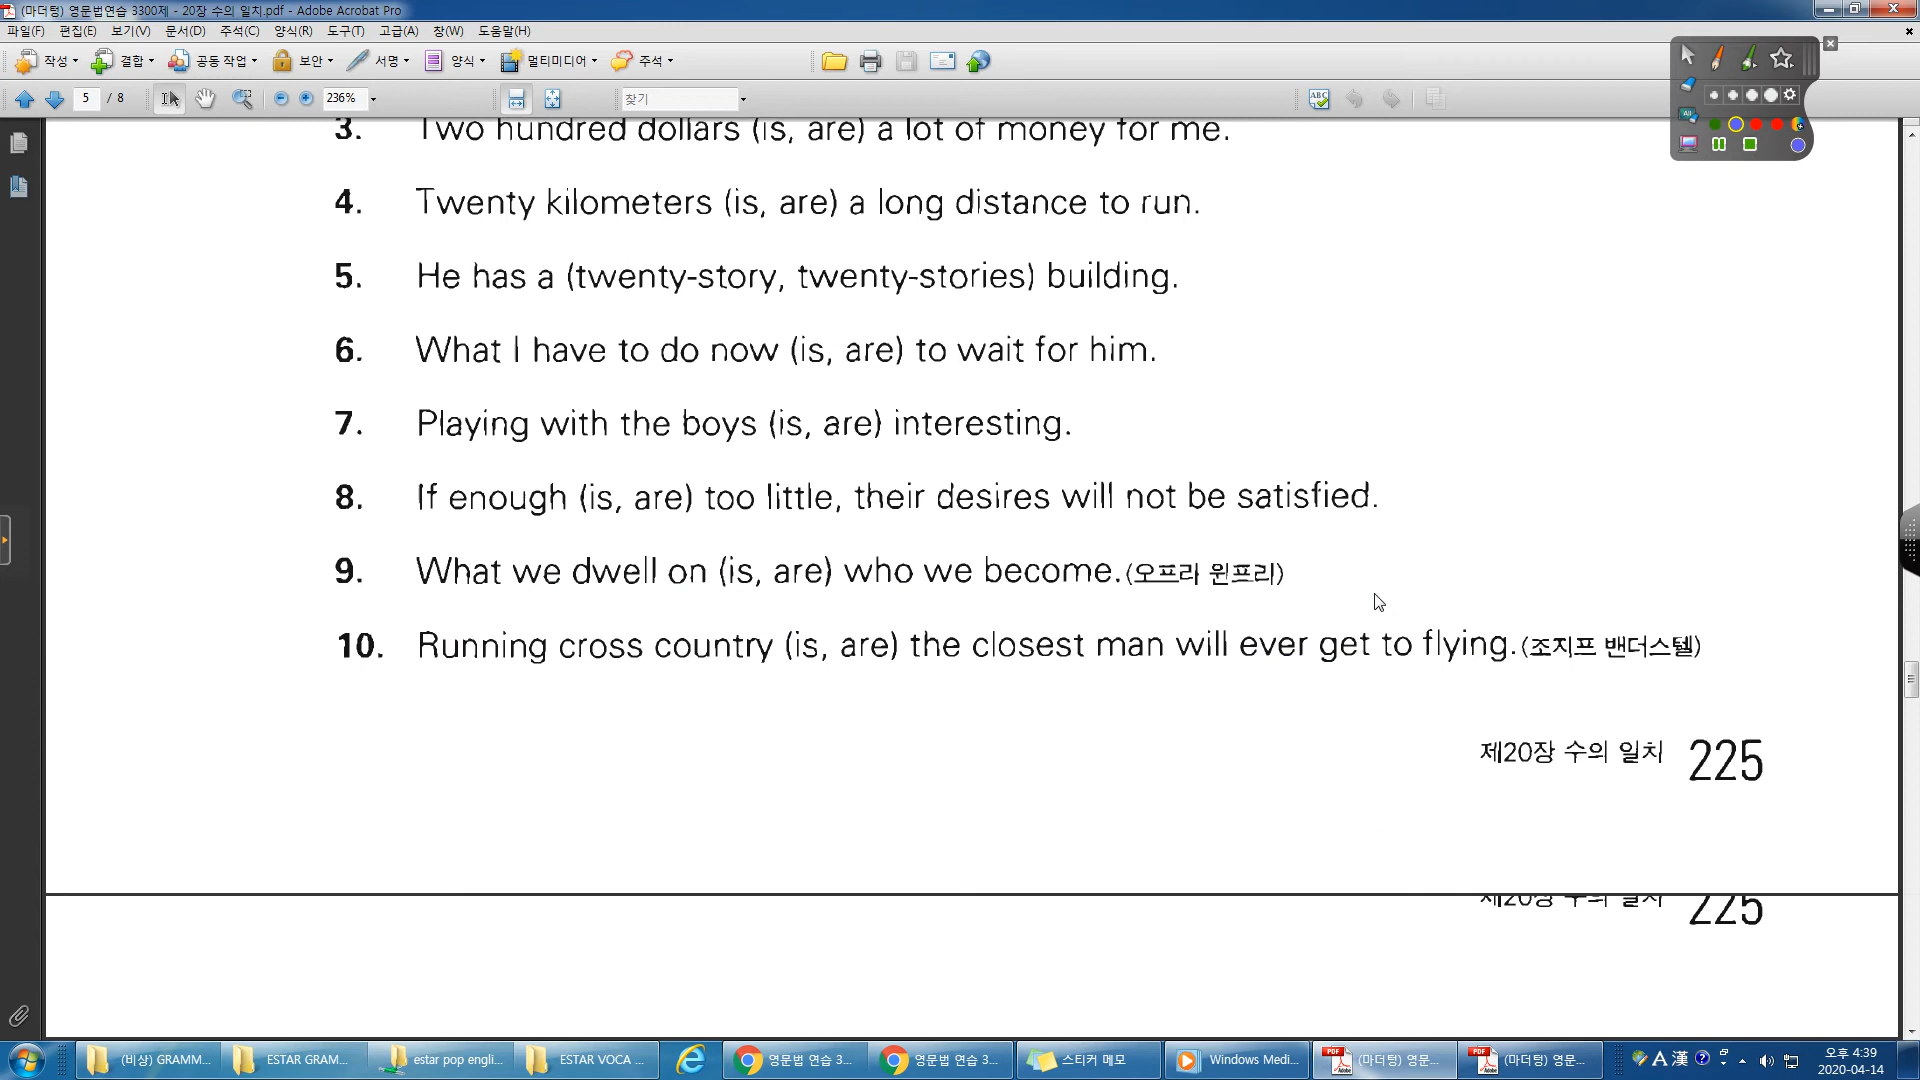 (마더텅) 영문법연습 3300제 - 20장 수의 일치.pdf - Adobe Acrobat Pro
파일(F) 편집(E) 보기(V) 문서(D) 주석(C) 양식(R) 도구(T) 고급(A) 창(W) 도움말(H)
작성 결합 공동 작업 보안 서명 양식 멀티미디어 주석
5 / 8 236% 찾기
3. Two hundred dollars (is, are) a lot of money for me.
4. Twenty kilometers (is, are) a long distance to run.
5. He has a (twenty-story, twenty-stories) building.
6. What I have to do now (is, are) to wait for him.
7. Playing with the boys (is, are) interesting.
8. If enough (is, are) too little, their desires will not be satisfied.
9. What we dwell on (is, are) who we become.(오프라 윈프리)
10. Running cross country (is, are) the closest man will ever get to flying.(조지프 밴더스텔)
제20장 수의 일치 225
제20장 수의 일치 225
(비상) GRAMM... ESTAR GRAM... estar pop engli... ESTAR VOCA ... 영문법 연습 3... 영문법 연습 3... 스티커 메모 Windows Medi... (마더텅) 영문... (마더텅) 영문... A 漢 오후 4:39
2020-04-14